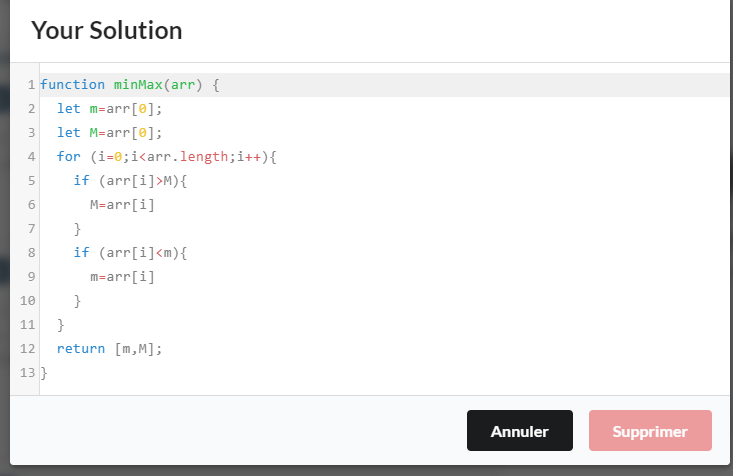 Your Solution
1 function minMax(arr) {
2   let m=arr[0];
3   let M=arr[0];
4   for (i=0;i<arr.length;i++){
5     if (arr[i]>M){
6       M=arr[i]
7     }
8     if (arr[i]<m){
9       m=arr[i]
10     }
11   }
12   return [m,M];
13 }
Annuler Supprimer